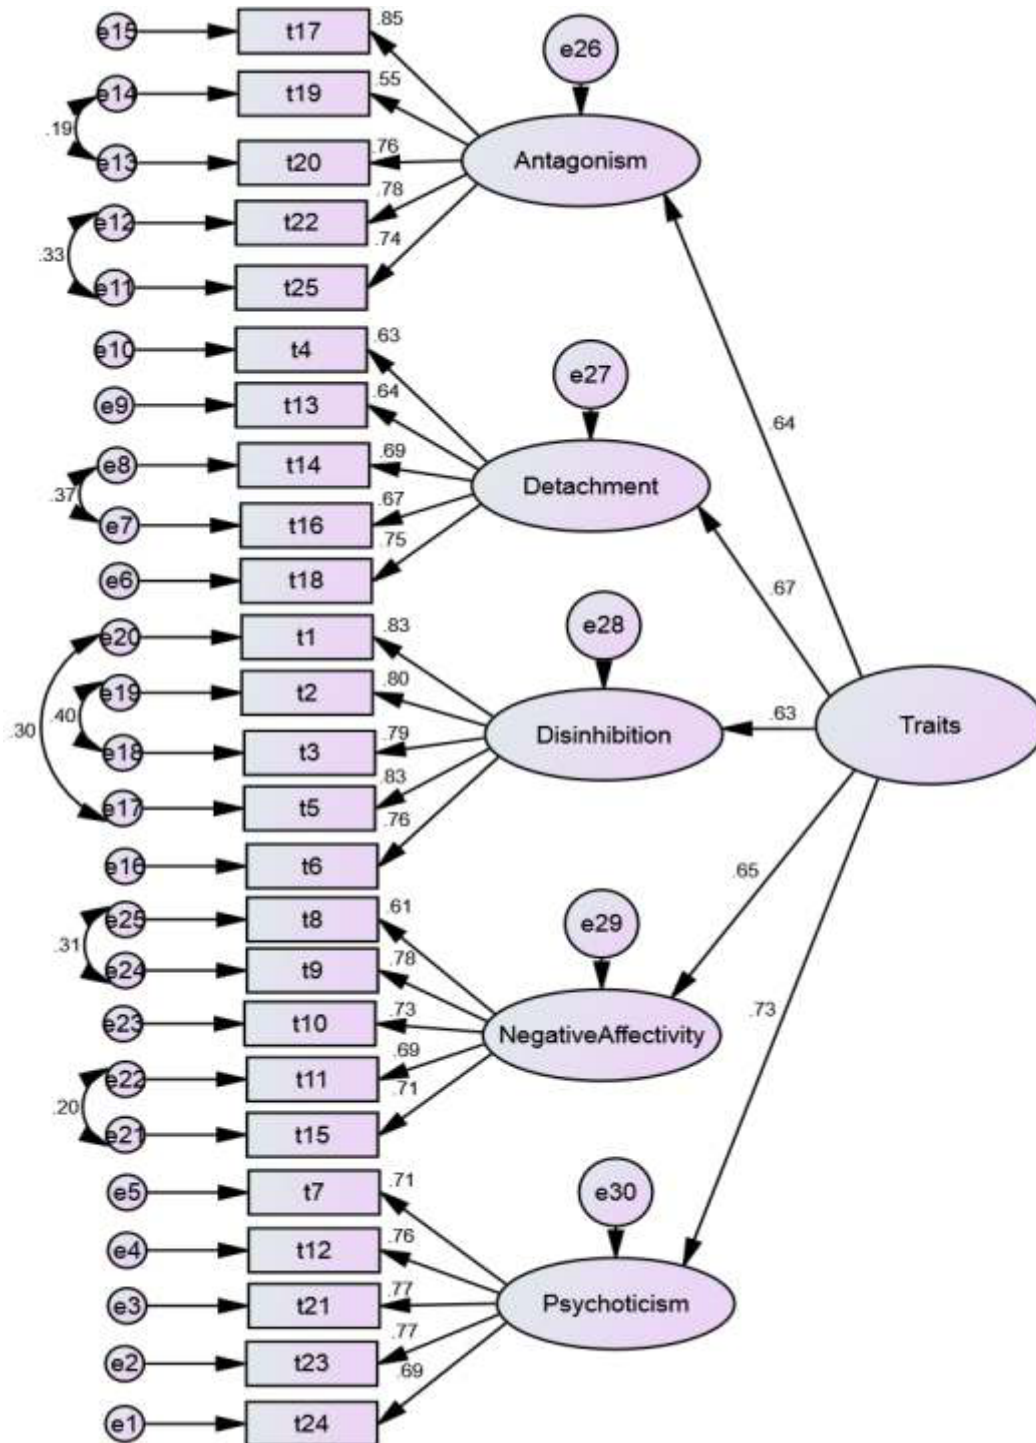 e15
t17
.85
e26
e14
t19
.55
.19
e13
t20
.76
Antagonism
e12
t22
.78
.33
.74
e11
t25
e10
t4
.63
e27
e9
t13
.64
.64
e8
t14
.69
.37
Detachment
e7
t16
.67
.75
e6
t18
.67
e20
t1
.83
e28
e19
t2
.80
.30
.40
.63
Traits
e18
t3
.79
Disinhibition
.83
e17
t5
.76
e16
t6
.65
e25
t8
.61
e29
.31
e24
t9
.78
e23
t10
.73
.73
NegativeAffectivity
.69
e22
t11
.71
.20
e21
t15
e5
t7
.71
e30
e4
t12
.76
e3
t21
.77
Psychoticism
.77
e2
t23
.69
e1
t24